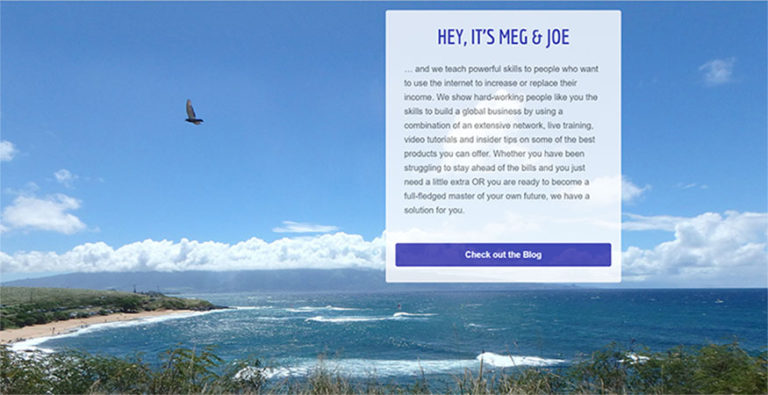 HEY, IT'S MEG & JOE
... and we teach powerful skills to people who want
to use the internet to increase or replace their
income. We show hard-working people like you the
skills to build a global business by using a
combination of an extensive network, live training,
video tutorials and insider tips on some of the best
products you can offer. Whether you have been
struggling to stay ahead of the bills and you just
need a little extra OR you are ready to become a
full-fledged master of your own future, we have a
solution for you.
Check out the Blog